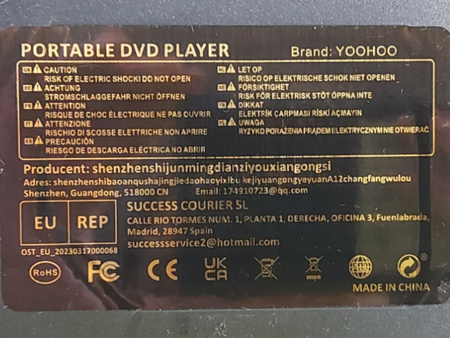 PORTABLE DVD PLAYER Brand: YOOHOO
CAUTION
RISK OF ELECTRIC SHOCKI DO NOT OPEN
ACHTUNG
STROMSCHLAGGEFAHR NICHT ÖFFNEN
ATTENTION
RISQUE DE CHOC ÉLECTRIQUE NE PAS OUVRIR
ATTENZIONE
RISCHIO DI SCOSSE ELETTRICHE NON APRIRE
PRECAUCIÓN
RIESGO DE DESCARGA ELÉCTRICA NO ABRIR
LET OP
RISICO OP ELEKTRISCHE SCHOK NIET OPENEN
FÖRSIKTIGHET
RISK FÖR ELEKTRISK STÖT ÖPPNA INTE
DIKKAT
ELEKTRİK ÇARPMASI RİSKİ AÇMAYIN
UWAGA
RYZYKO PORAŻENIA PRĄDEM ELEKTRYCZNYM NIE OTWIERAĆ
Producent: shenzhenshijunmingdianziyouxiangongsi
Adres: shenzhenshibaoanqushajingjiedaohaoyilbu kejiyuangongyeyuanA12changfangwulou
Shenzhen, Guangdong, 518000 CN Email: 174910723@qq.com
EU REP
SUCCESS COURIER SL
CALLE RIO TORMES NUM. 1, PLANTA 1, DERECHA, OFICINA 3, Fuenlabrada,
Madrid, 28947 Spain
successervice2@hotmail.com
OST_EU_20230317000068
RoHS FC CE UK CA
MADE IN CHINA